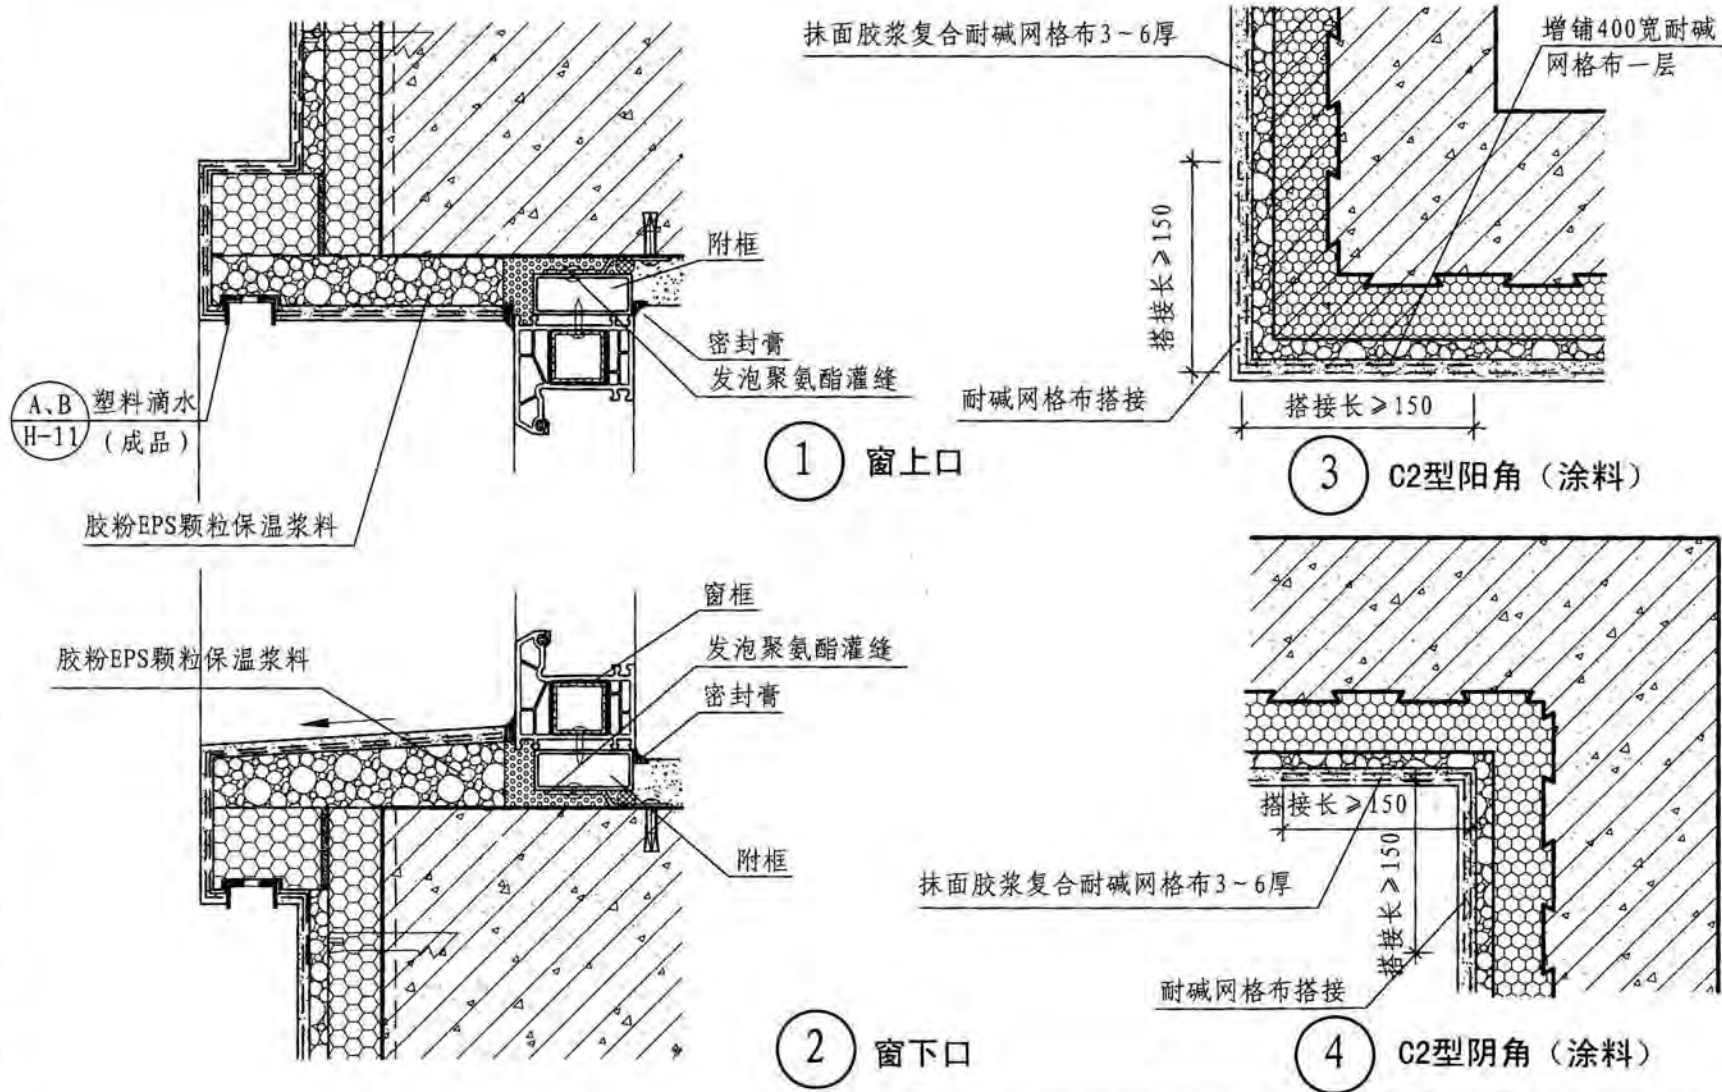 附框
密封膏
发泡聚氨酯灌缝
A、B
H-11
塑料滴水
(成品)
胶粉EPS颗粒保温浆料
1 窗上口
抹面胶浆复合耐碱网格布3~6厚
增铺400宽耐碱
网格布一层
搭接长≥150
耐碱网格布搭接
搭接长≥150
3 C2型阳角(涂料)
窗框
胶粉EPS颗粒保温浆料
发泡聚氨酯灌缝
密封膏
附框
2 窗下口
搭接长≥150
搭接长≥150
抹面胶浆复合耐碱网格布3~6厚
耐碱网格布搭接
4 C2型阴角(涂料)